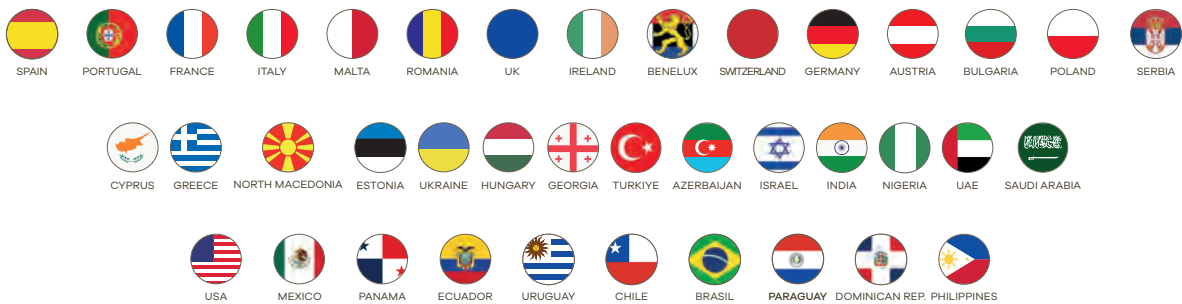 SPAIN PORTUGAL FRANCE ITALY MALTA ROMANIA UK IRELAND BENELUX SWITZERLAND GERMANY AUSTRIA BULGARIA POLAND SERBIA
CYPRUS GREECE NORTH MACEDONIA ESTONIA UKRAINE HUNGARY GEORGIA TURKIYE AZERBAIJAN ISRAEL INDIA NIGERIA UAE SAUDI ARABIA
USA MEXICO PANAMA ECUADOR URUGUAY CHILE BRASIL PARAGUAY DOMINICAN REP. PHILIPPINES